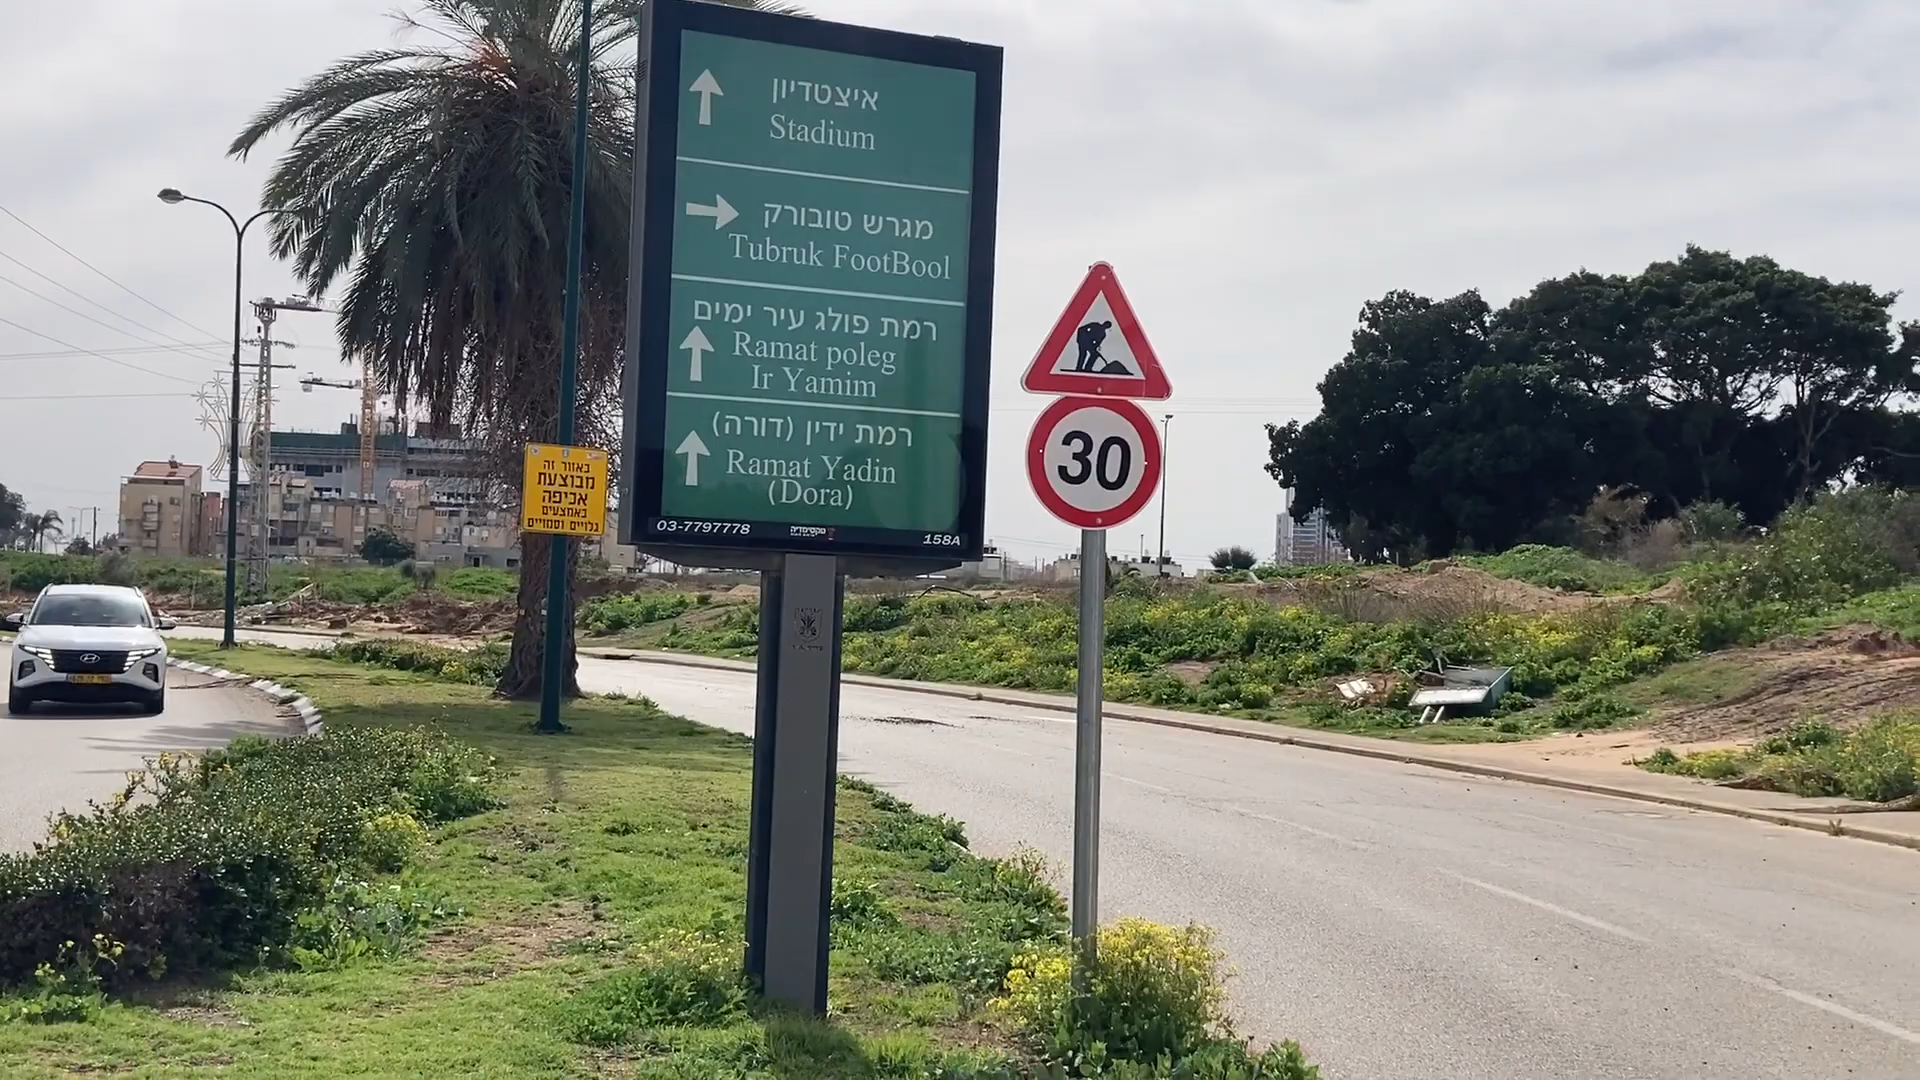 איצטדיון
Stadium
מגרש טוברוק
Tubruk FootBool
רמת פולג עיר ימים
Ramat poleg
Ir Yamim
רמת ידין (דורה)
Ramat Yadin
(Dora)
03-7797778
158A
באזור זה
מבוצעת
אכיפה
באמצעים
גלויים וסמויים
30